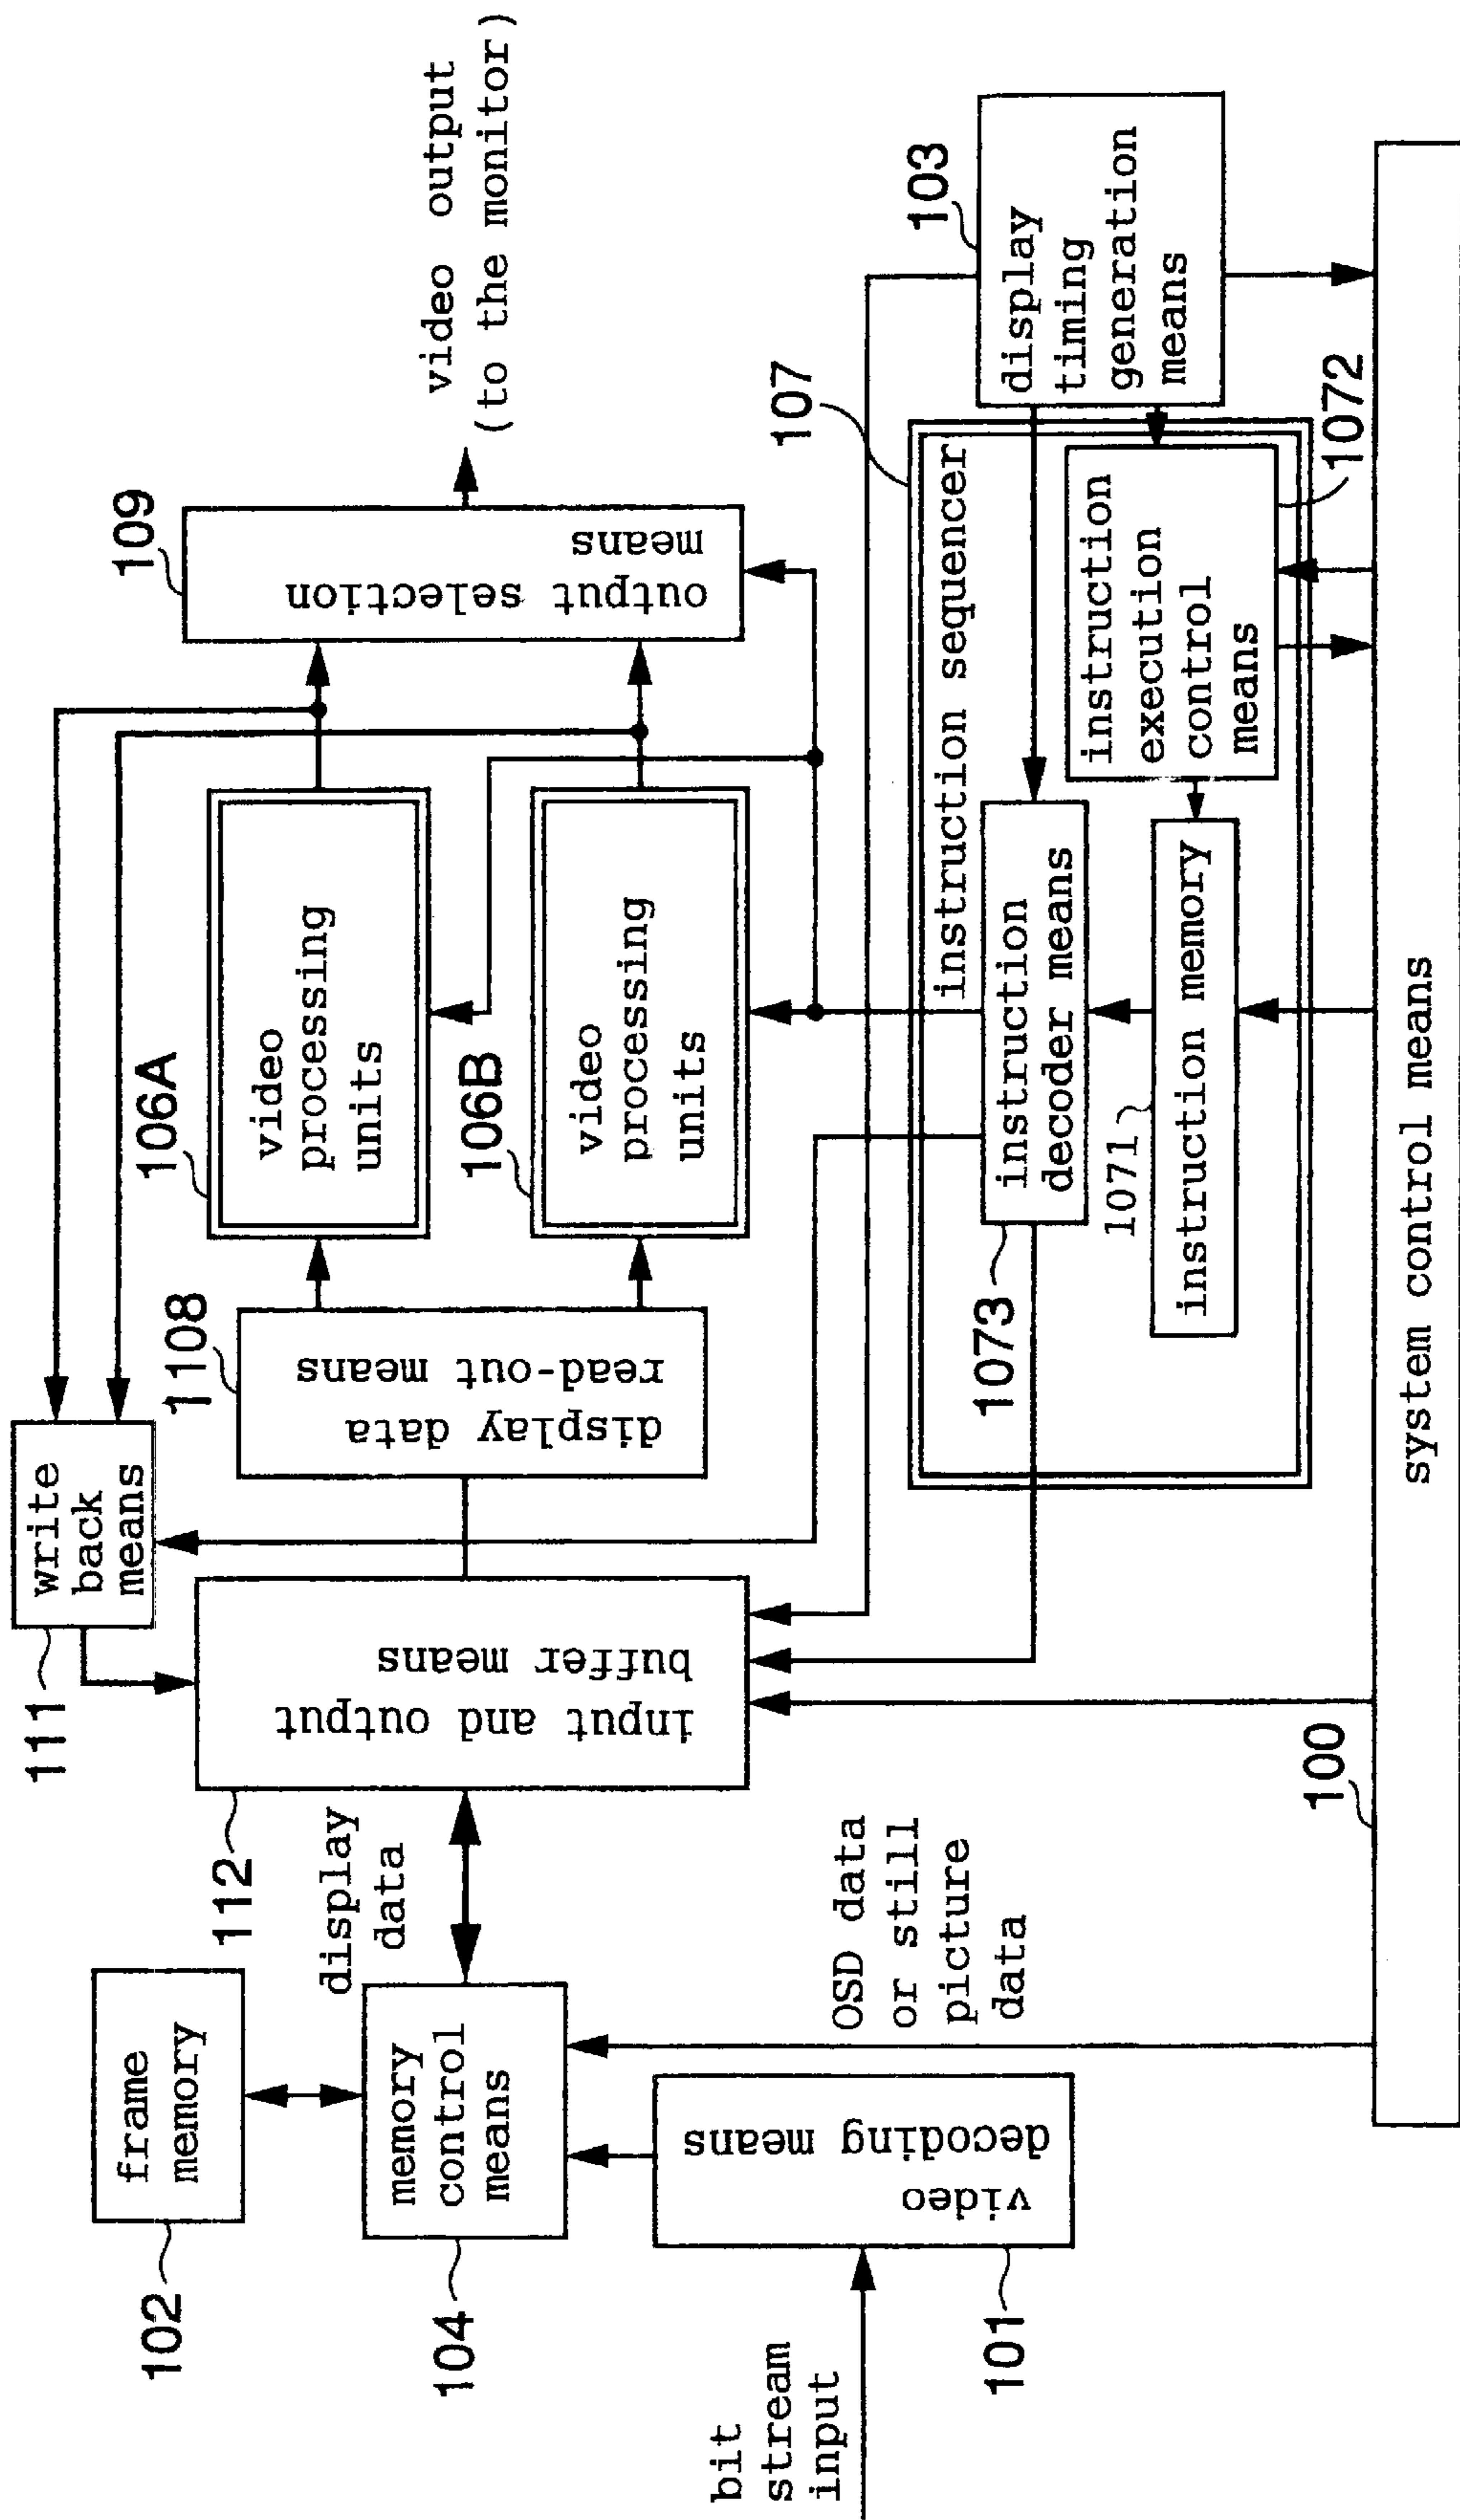 102
frame
memory
104
memory
control
means
bit
stream
input
101
video
decoding means
OSD data
or still
picture
data
display
data
112
input and output
buffer means
111
write
back
means
1108
display data
read-out means
106A
video
processing
units
106B
video
processing
units
109
output selection
means
video output
(to the monitor)
107
instruction sequencer
1073
instruction
decoder means
1071
instruction memory
instruction
execution
control
means
1072
103
display
timing
generation
means
100
system control means